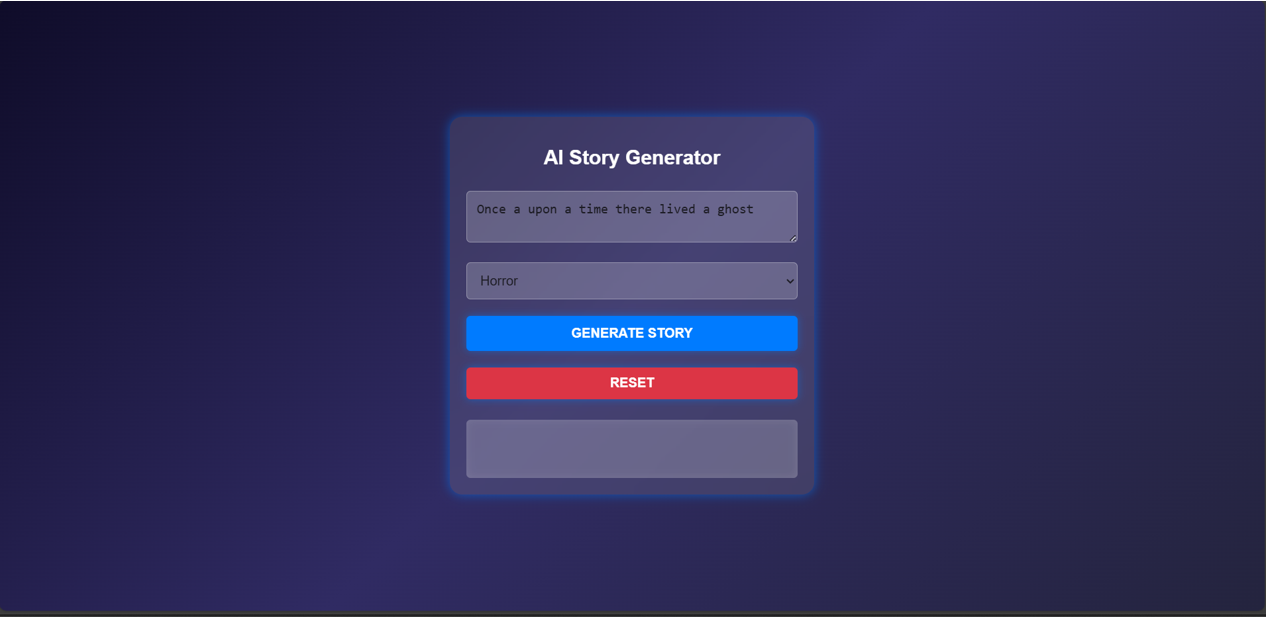 AI Story Generator
Once a upon a time there lived a ghost
Horror
GENERATE STORY
RESET